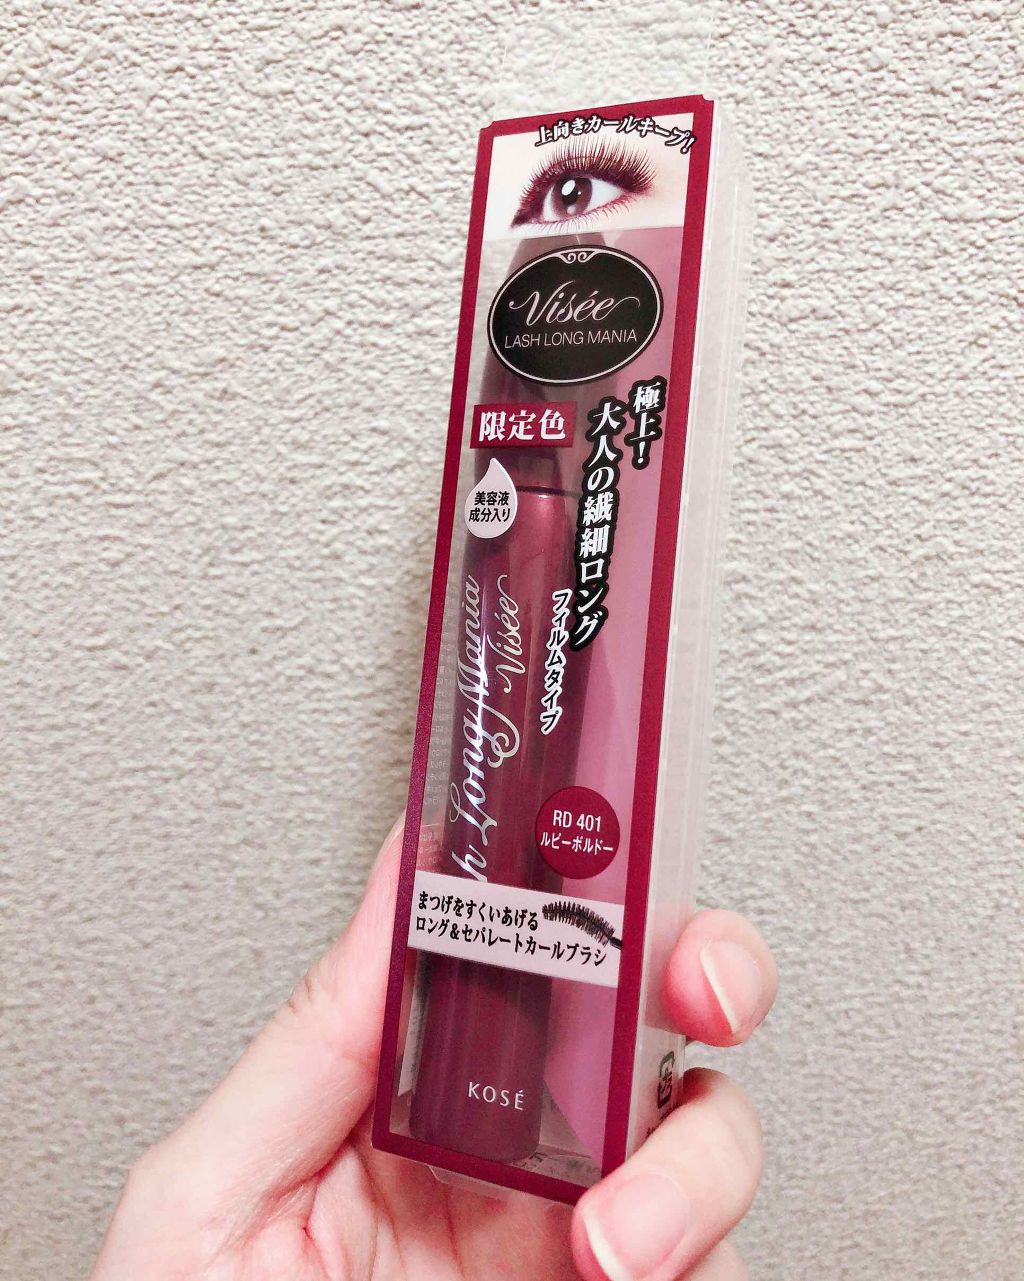 上向きカールキープ!
Visée
LASH LONG MANIA
極上!
大人の繊細ロング
フィルムタイプ
限定色
美容液
成分入り
Long Mania
Visée
RD 401
ルビーボルドー
まつげをすくいあげる
ロング&セパレートカールブラシ
KOSÉ